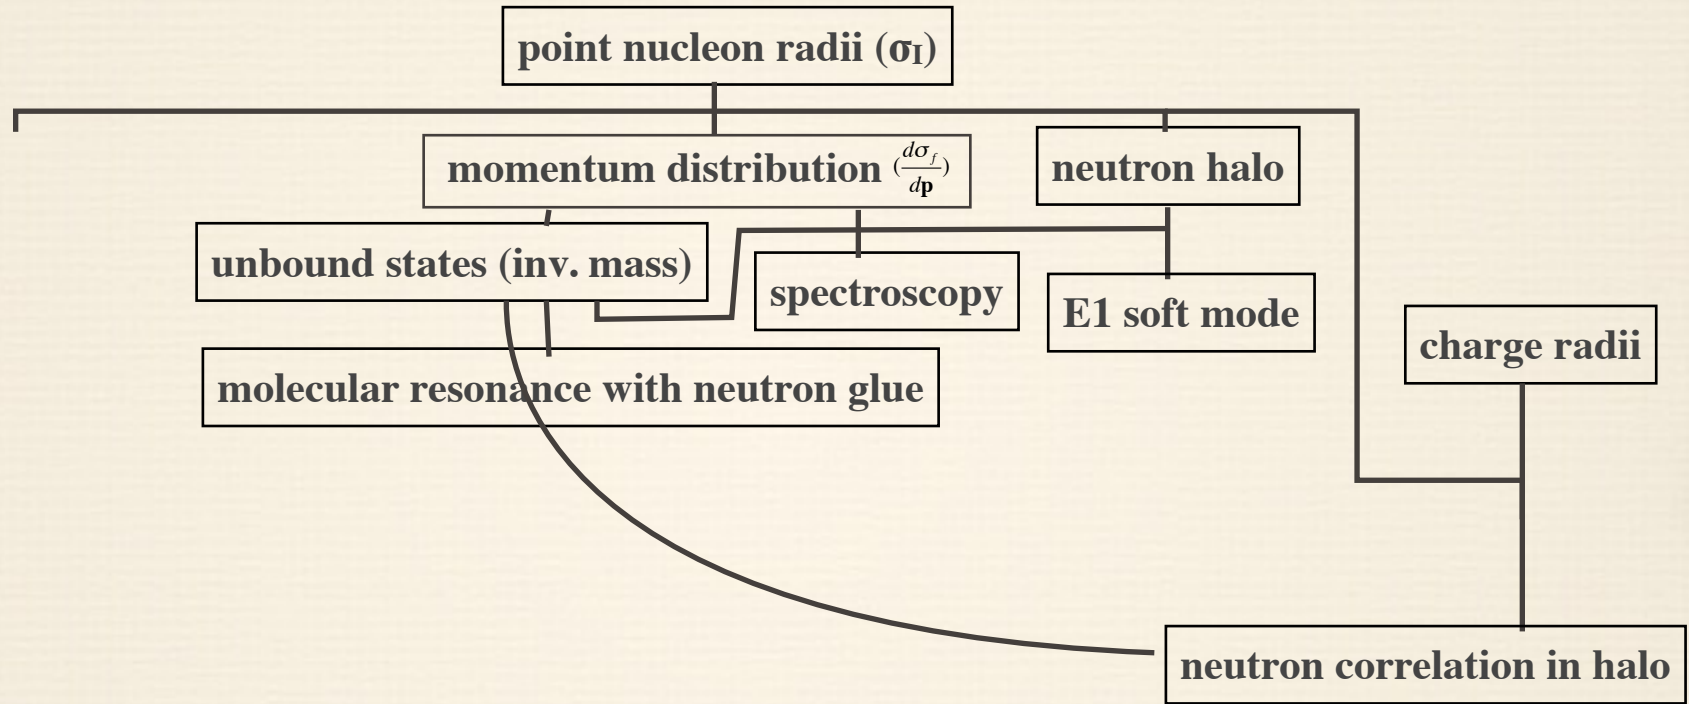 point nucleon radii (σI)
momentum distribution (dσf/dp)
neutron halo
unbound states (inv. mass)
spectroscopy
E1 soft mode
charge radii
molecular resonance with neutron glue
neutron correlation in halo